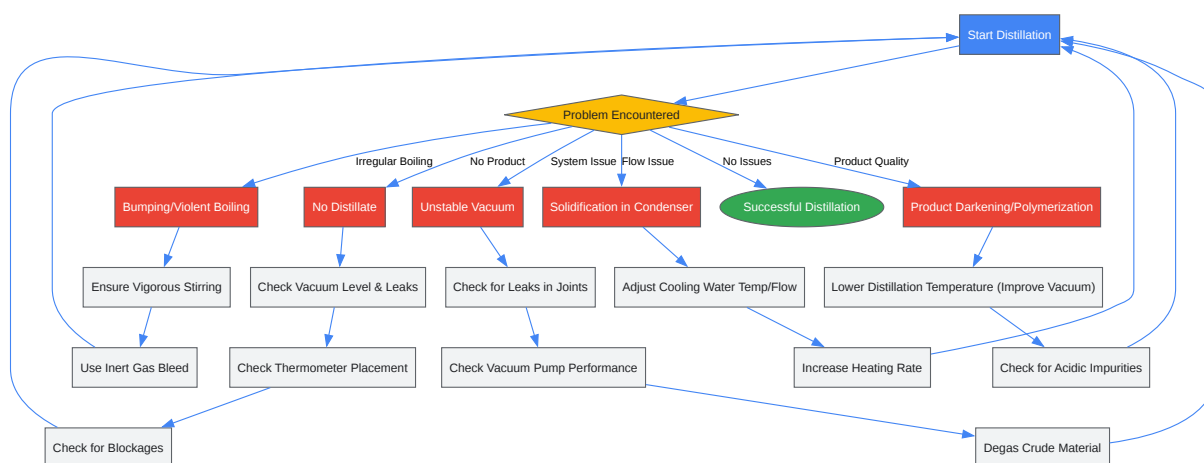 Start Distillation
Problem Encountered
Irregular Boiling
No Product
System Issue
Flow Issue
No Issues
Product Quality
Bumping/Violent Boiling
No Distillate
Unstable Vacuum
Solidification in Condenser
Successful Distillation
Product Darkening/Polymerization
Ensure Vigorous Stirring
Check Vacuum Level & Leaks
Check for Leaks in Joints
Adjust Cooling Water Temp/Flow
Lower Distillation Temperature (Improve Vacuum)
Use Inert Gas Bleed
Check Thermometer Placement
Check Vacuum Pump Performance
Increase Heating Rate
Check for Acidic Impurities
Check for Blockages
Degas Crude Material